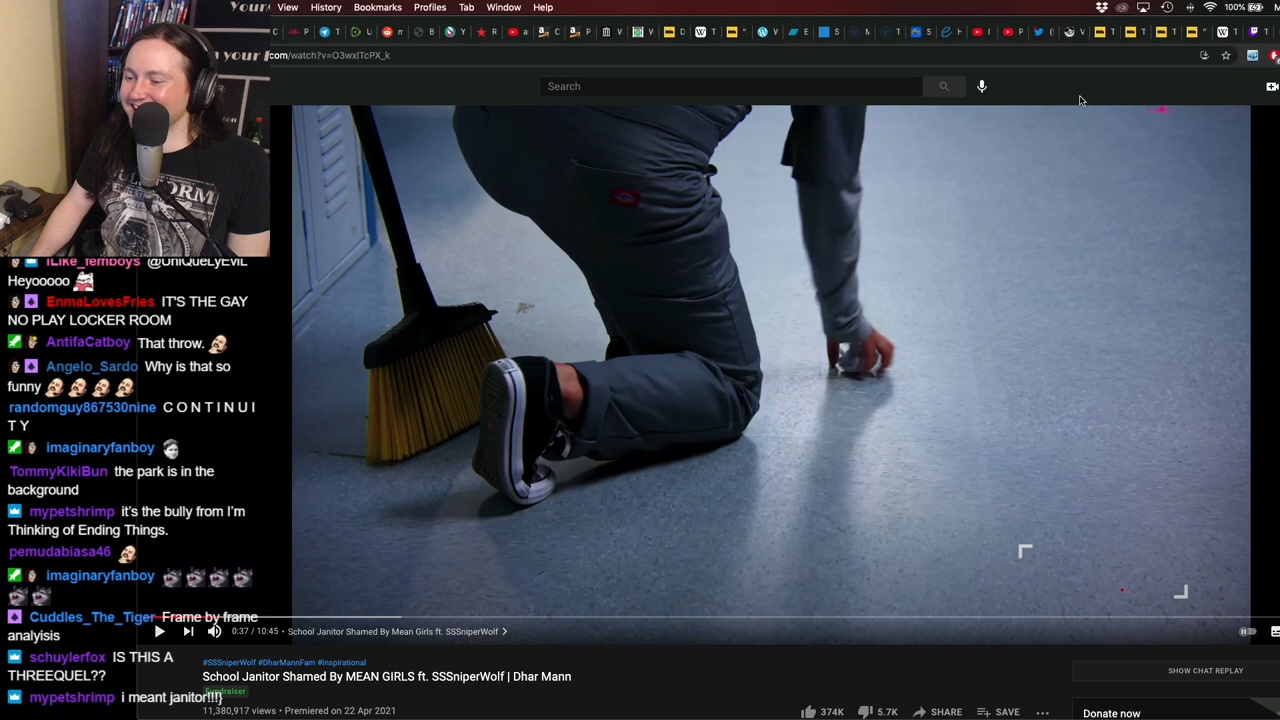 View History Bookmarks Profiles Tab Window Help
100%
com/watch?v=O3wxITcPX_k
Search
iLike_femboys @UniQueLyEviL
Heyooooo
EnmaLovesFries IT'S THE GAY
NO PLAY LOCKER ROOM
AntifaCatboy That throw.
Angelo_Sardo Why is that so
funny
randomguy867530nine C O N T I N U I
T Y
imaginaryfanboy
TommyKikiBun the park is in the
background
mypetshrimp it's the bully from I'm
Thinking of Ending Things.
pemudabiasa46
imaginaryfanboy
Cuddles_The_Tiger Frame by frame
analyisis
schuylerfox IS THIS A
THREEQUEL??
mypetshrimp i meant janitor!!!}
0:37 / 10:45 • School Janitor Shamed By Mean Girls ft. SSSniperWolf
#SSSniperWolf #DharMannFam #Inspirational
School Janitor Shamed By MEAN GIRLS ft. SSSniperWolf | Dhar Mann
Fundraiser
11,380,917 views • Premiered on 22 Apr 2021
374K 5.7K SHARE SAVE
SHOW CHAT REPLAY
Donate now